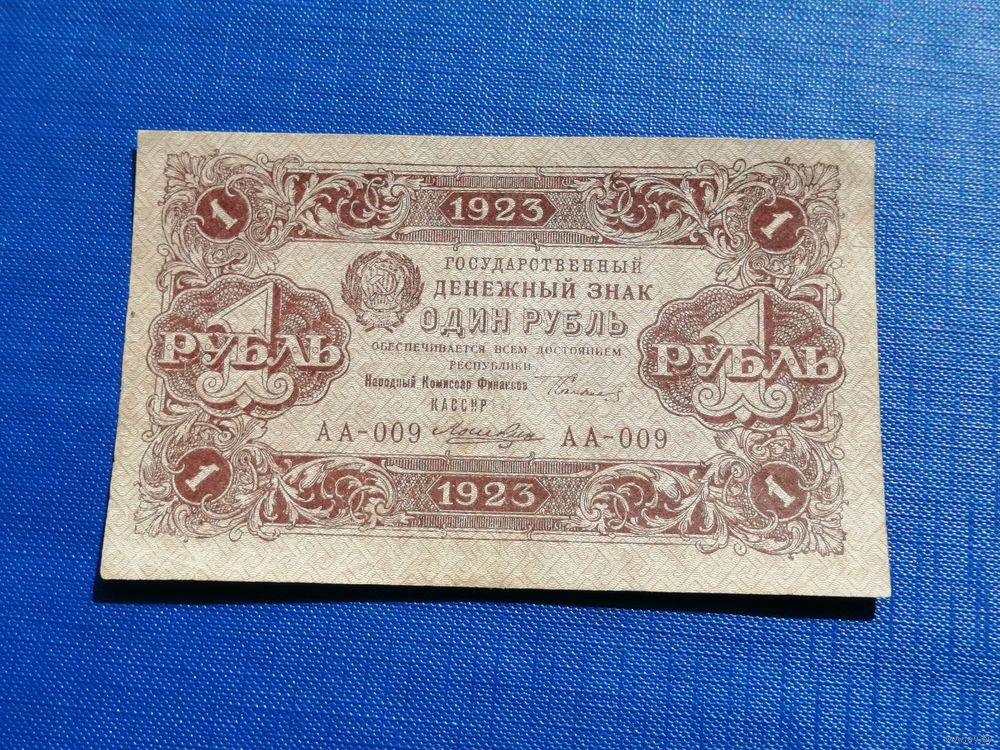 1 1923 1
ГОСУДАРСТВЕННЫЙ
ДЕНЕЖНЫЙ ЗНАК
ОДИН РУБЛЬ
1 РУБЛЬ
1 РУБЛЬ
ОБЕСПЕЧИВАЕТСЯ ВСЕМ ДОСТОЯНИЕМ
РЕСПУБЛИКИ
Народный Комиссар Финансов
КАССИР
АА-009 АА-009
1 1923 1